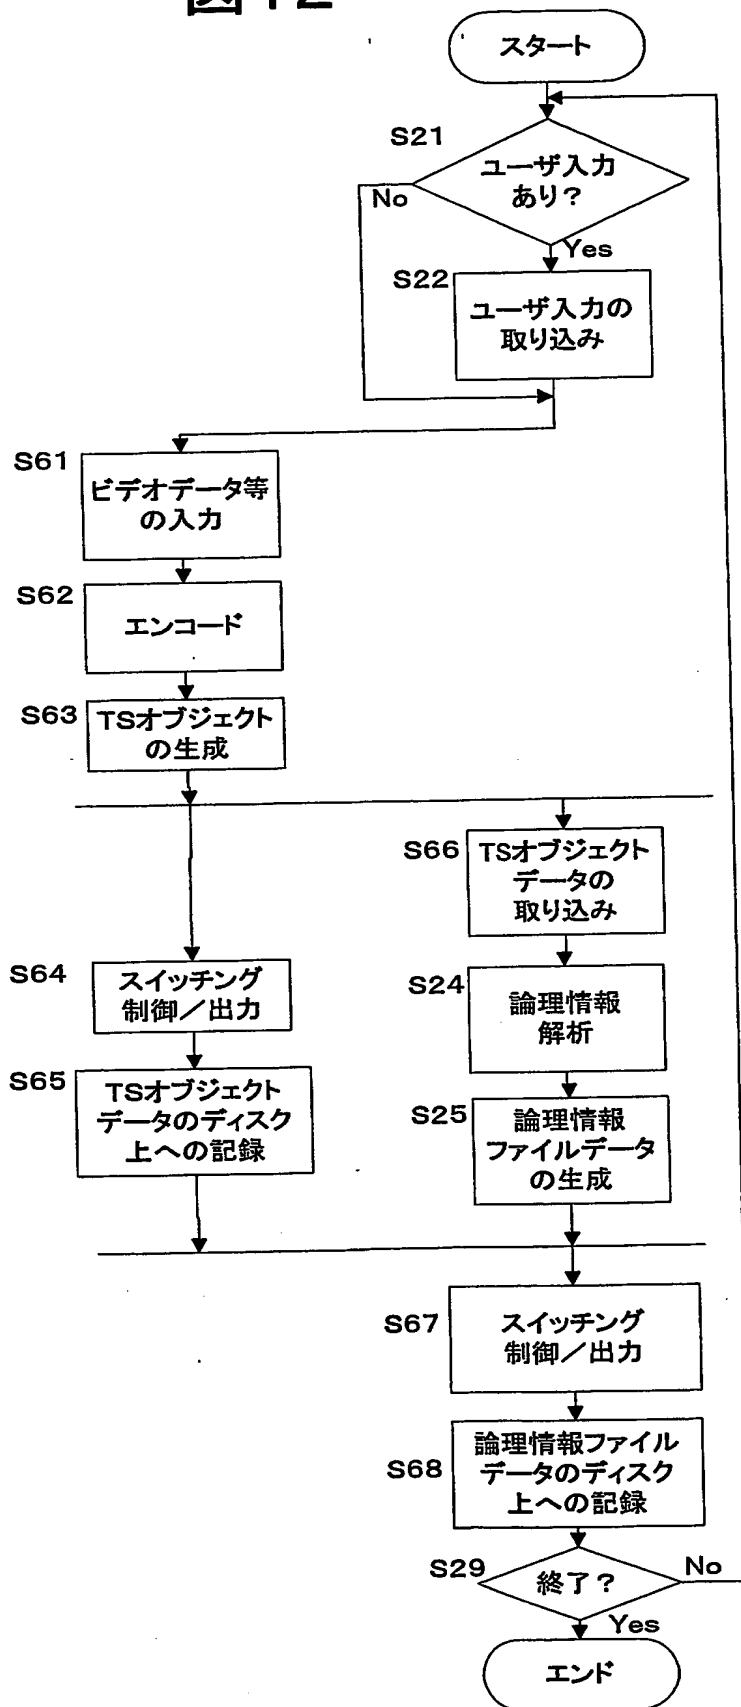 図12
スタート
S21
ユーザ入力
あり?
No
Yes
S22
ユーザ入力の
取り込み
S61
ビデオデータ等
の入力
S62
エンコード
S63
TSオブジェクト
の生成
S66
TSオブジェクト
データの
取り込み
S64
スイッチング
制御/出力
S24
論理情報
解析
S65
TSオブジェクト
データのディスク
上への記録
S25
論理情報
ファイルデータ
の生成
S67
スイッチング
制御/出力
S68
論理情報ファイル
データのディスク
上への記録
S29
終了?
No
Yes
エンド